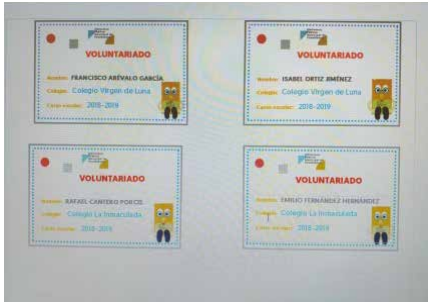 VOLUNTARIADO
Nombre: FRANCISCO ARÉVALO GARCÍA
Colegio: Colegio Virgen de Luna
Curso escolar: 2018-2019
VOLUNTARIADO
Nombre: ISABEL ORTIZ JIMÉNEZ
Colegio: Colegio Virgen de Luna
Curso escolar: 2018-2019
VOLUNTARIADO
Nombre: RAFAEL CANTERO
Colegio: Colegio La Inmaculada
Curso escolar: 2018-2019
VOLUNTARIADO
Nombre: EMILIO FERNÁNDEZ HERNÁNDEZ
Colegio: Colegio La Inmaculada
Curso escolar: 2018-2019